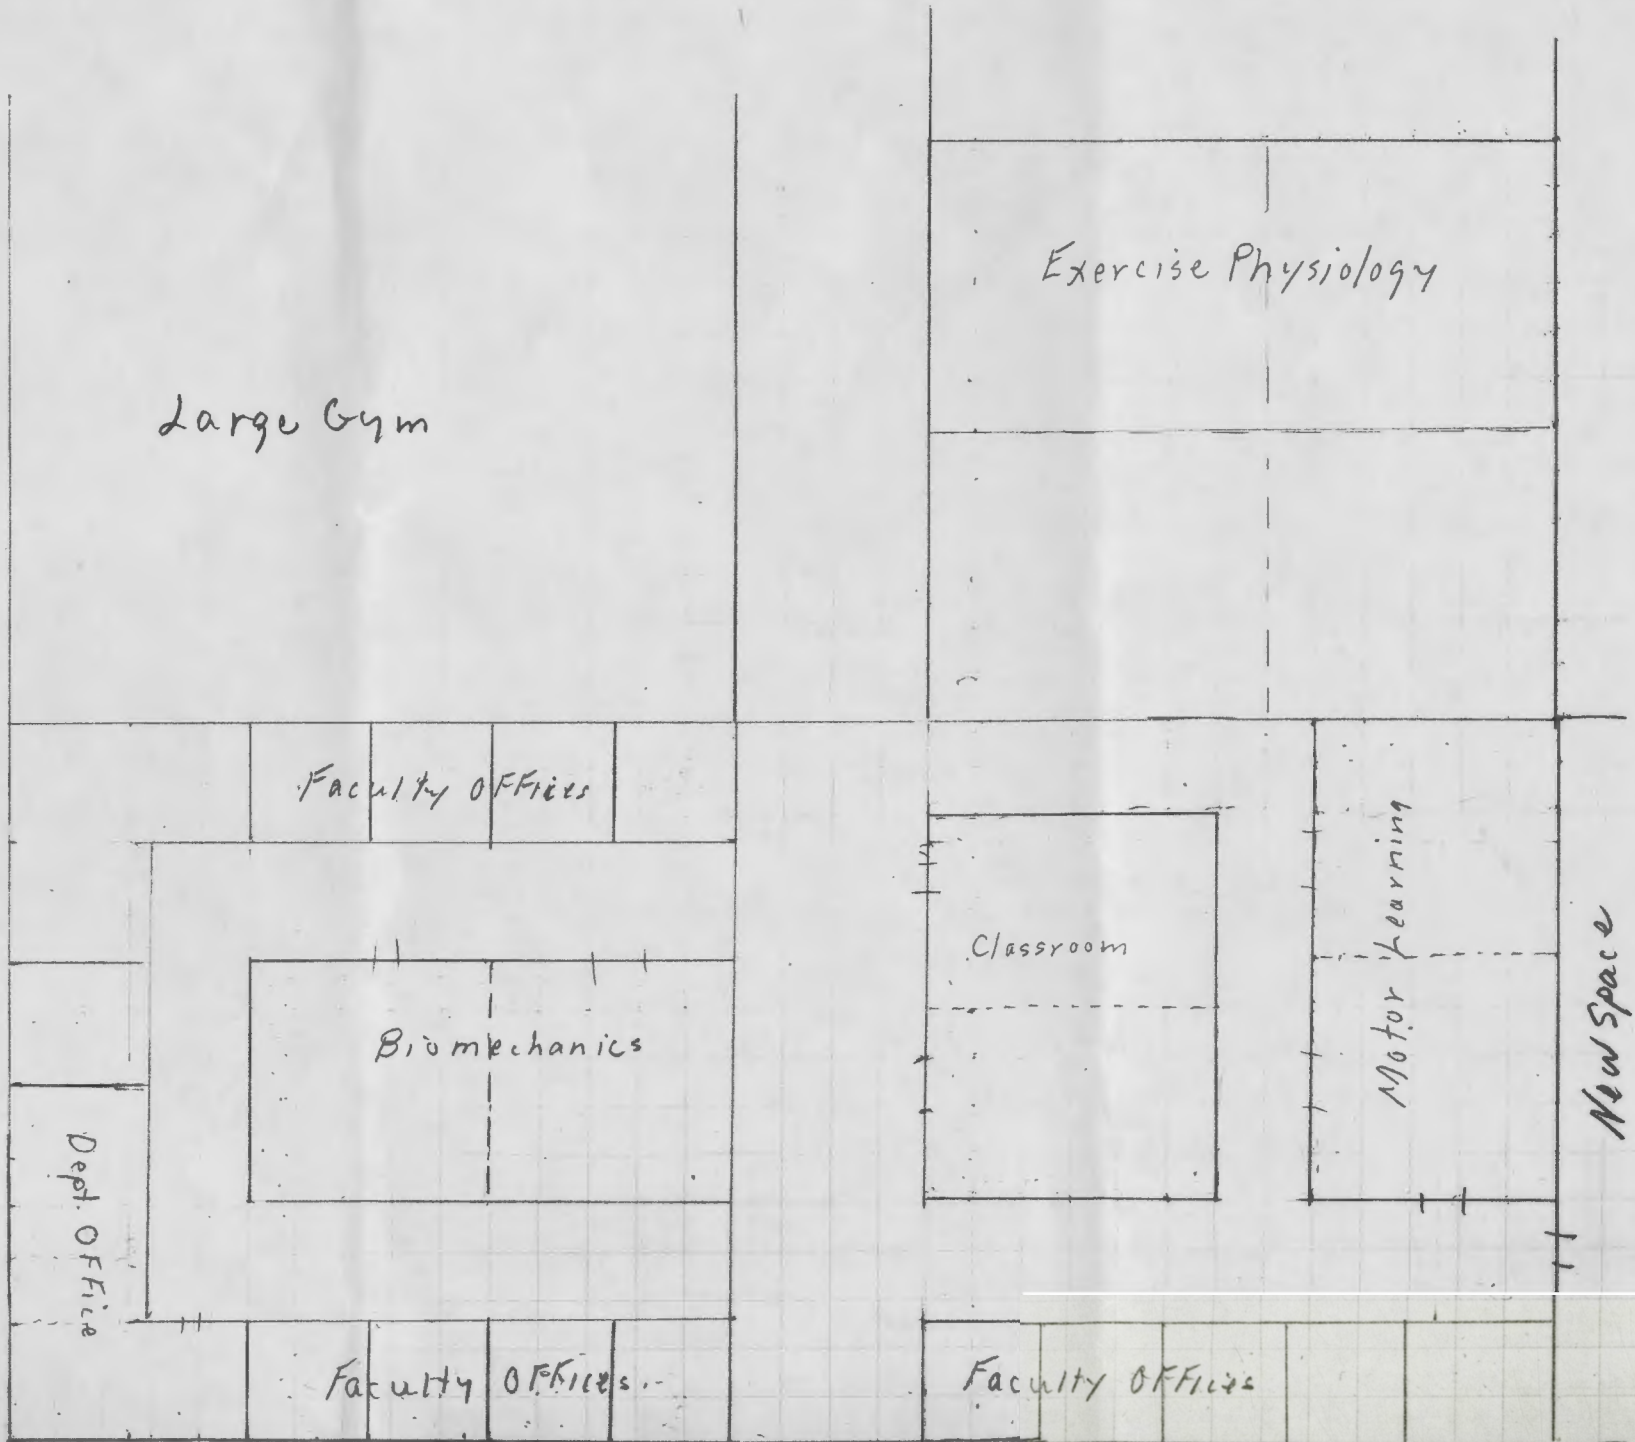 Exercise Physiology
Large Gym
Faculty Offices
Classroom
Motor Learning
New Space
Biomechanics
Dept. Office
Faculty Offices
Faculty Offices